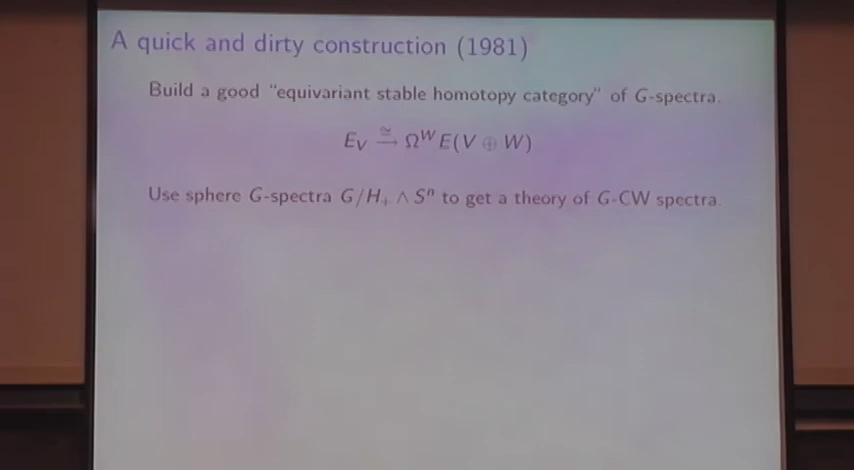 A quick and dirty construction (1981)
Build a good "equivariant stable homotopy category" of G-spectra.
E_V ≅→ Ω^W E(V ⊕ W)
Use sphere G-spectra G/H₊ ∧ Sⁿ to get a theory of G-CW spectra.